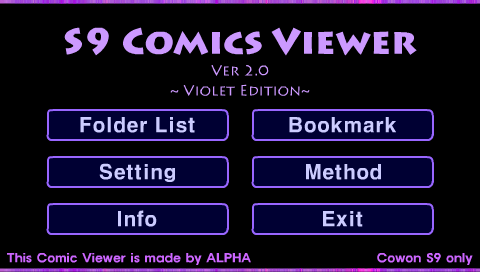 S9 Comics Viewer
Ver 2.0
~ Violet Edition~
Folder List
Bookmark
Setting
Method
Info
Exit
This Comic Viewer is made by ALPHA
Cowon S9 only